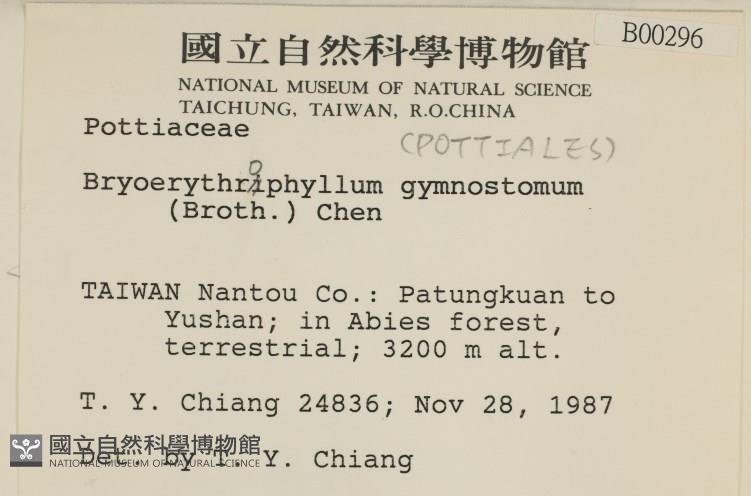 B00296
國立自然科學博物館
NATIONAL MUSEUM OF NATURAL SCIENCE
TAICHUNG, TAIWAN, R.O.CHINA
Pottiaceae
(POTTIALES)
o
Bryoerythriphyllum gymnostomum
(Broth.) Chen
TAIWAN Nantou Co.: Patungkuan to
Yushan; in Abies forest,
terrestrial; 3200 m alt.
T. Y. Chiang 24836; Nov 28, 1987
國立自然科學博物館
NATIONAL MUSEUM OF NATURAL SCIENCE
Det. by T. Y. Chiang